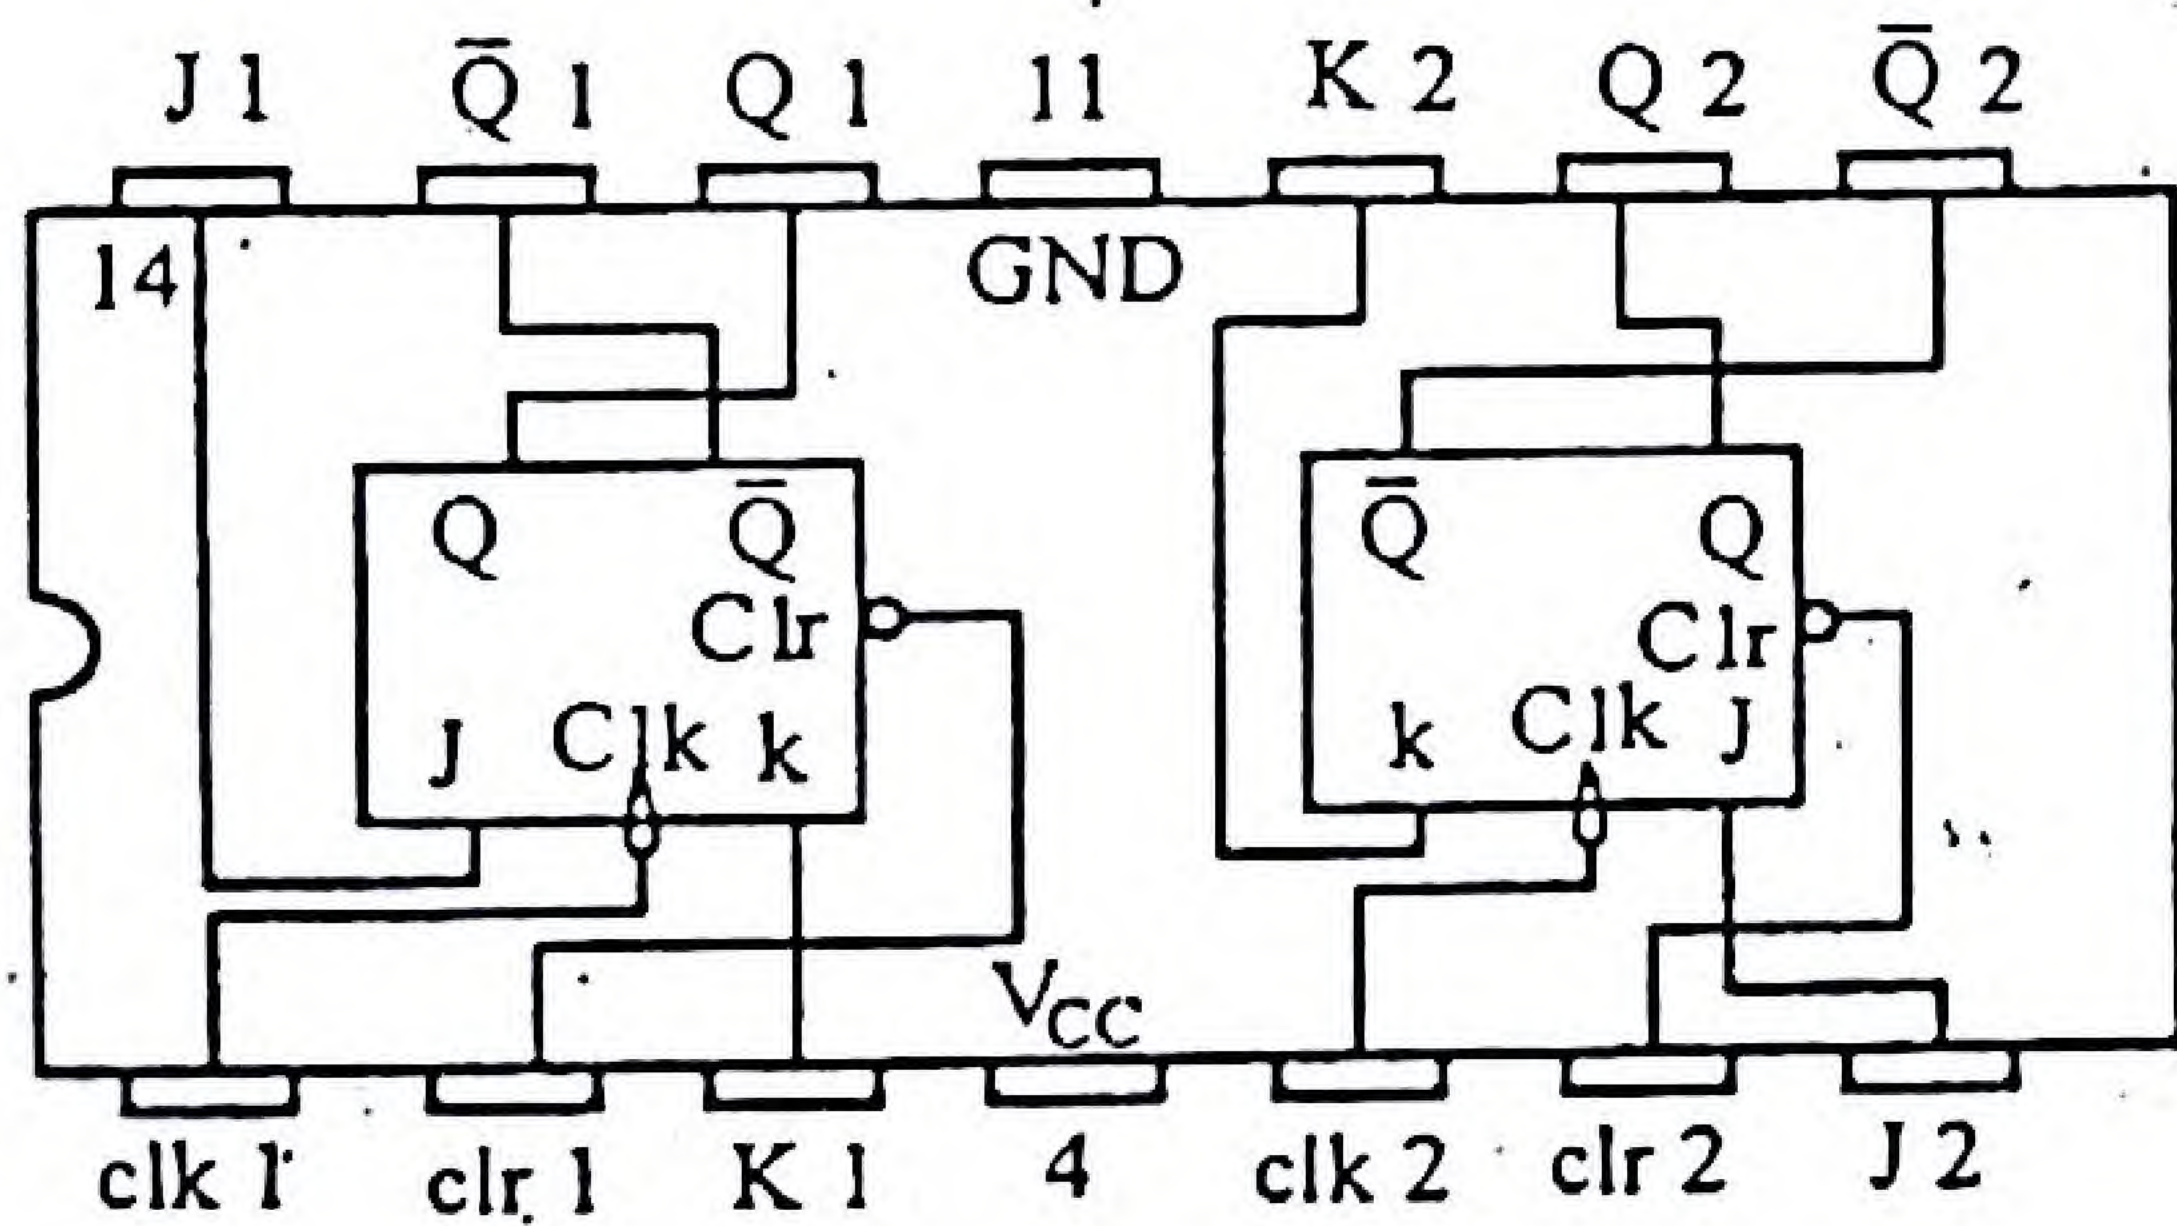 J 1 Q̅ 1 Q 1 11 K 2 Q 2 Q̅ 2
14 GND
Q Q̅ Q̅ Q
Clr Clr
J Clk k k Clk J
VCC
clk 1 clr 1 K 1 4 clk 2 clr 2 J 2